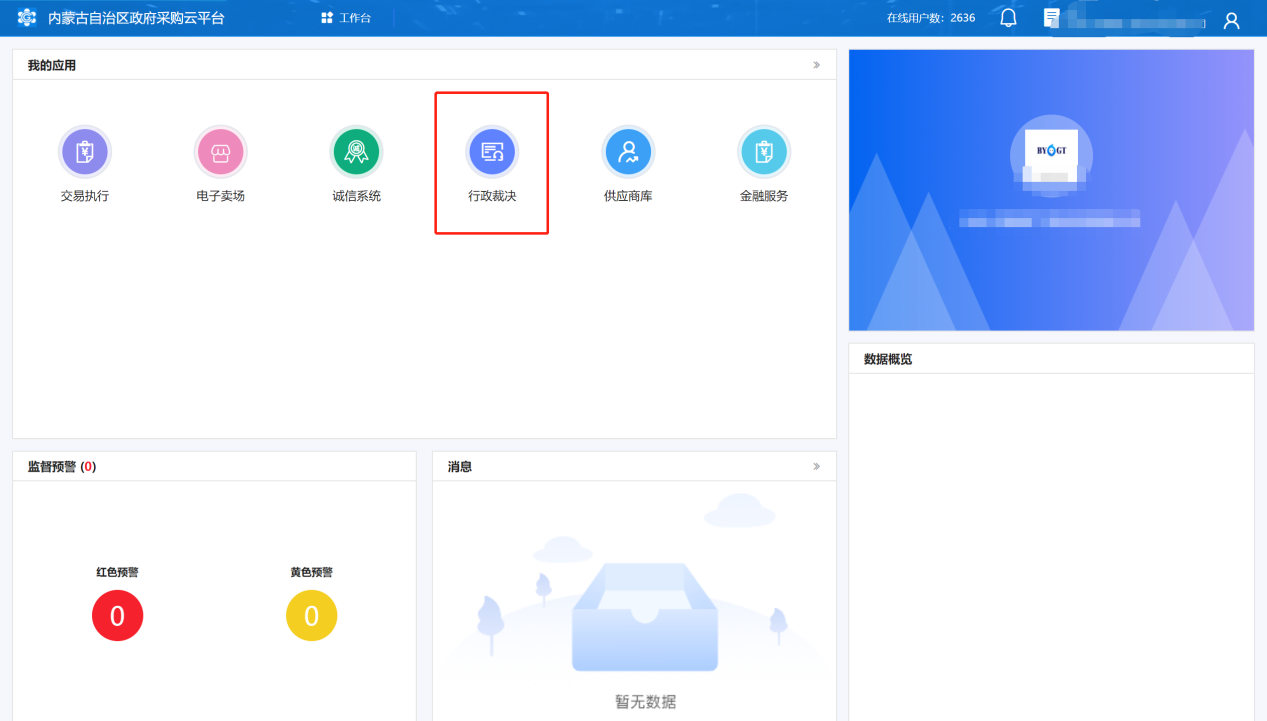 内蒙古自治区政府采购云平台
工作台
在线用户数：2636
我的应用
交易执行
电子卖场
诚信系统
行政裁决
供应商库
金融服务
BY GT
数据概览
监督预警 (0)
红色预警
黄色预警
0
0
消息
暂无数据